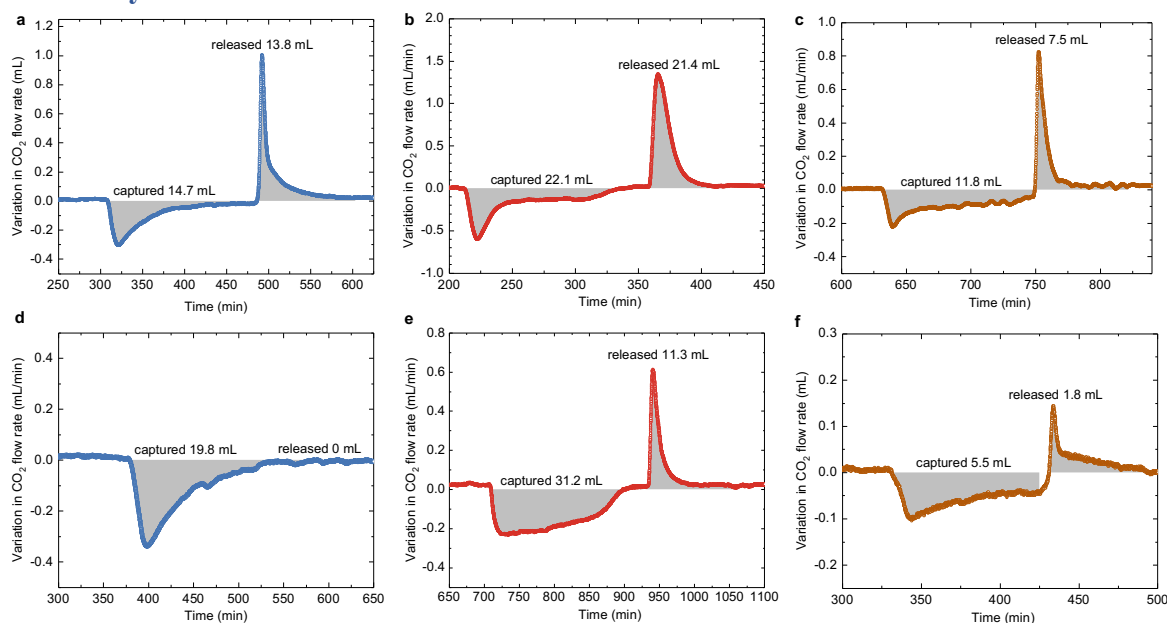 a
released 13.8 mL
captured 14.7 mL
Variation in CO₂ flow rate (mL)
1.2
1.0
0.8
0.6
0.4
0.2
0.0
-0.2
-0.4
250 300 350 400 450 500 550 600
Time (min)
b
released 21.4 mL
captured 22.1 mL
Variation in CO₂ flow rate (mL/min)
2.0
1.5
1.0
0.5
0.0
-0.5
-1.0
200 250 300 350 400 450
Time (min)
c
released 7.5 mL
captured 11.8 mL
Variation in CO₂ flow rate (mL/min)
1.0
0.8
0.6
0.4
0.2
0.0
-0.2
-0.4
-0.6
600 650 700 750 800
Time (min)
d
captured 19.8 mL
released 0 mL
Variation in CO₂ flow rate (mL/min)
0.4
0.2
0.0
-0.2
-0.4
300 350 400 450 500 550 600 650
Time (min)
e
released 11.3 mL
captured 31.2 mL
Variation in CO₂ flow rate (mL/min)
0.8
0.6
0.4
0.2
0.0
-0.2
-0.4
-0.6
650 700 750 800 850 900 950 1000 1050 1100
Time (min)
f
released 1.8 mL
captured 5.5 mL
Variation in CO₂ flow rate (mL/min)
0.3
0.2
0.1
0.0
-0.1
-0.2
300 350 400 450 500
Time (min)